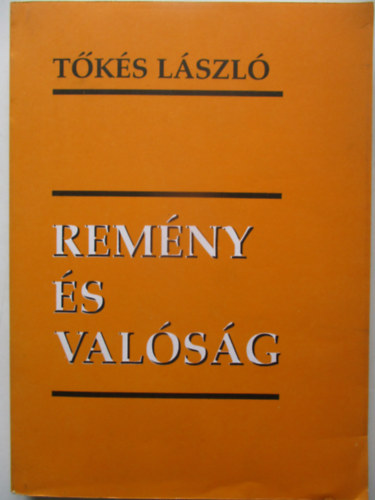 TŐKÉS LÁSZLÓ
REMÉNY
ÉS
VALÓSÁG